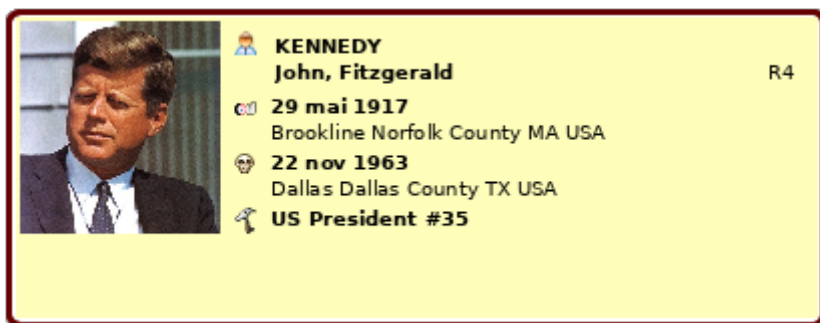 KENNEDY
John, Fitzgerald R4
29 mai 1917
Brookline Norfolk County MA USA
22 nov 1963
Dallas Dallas County TX USA
US President #35